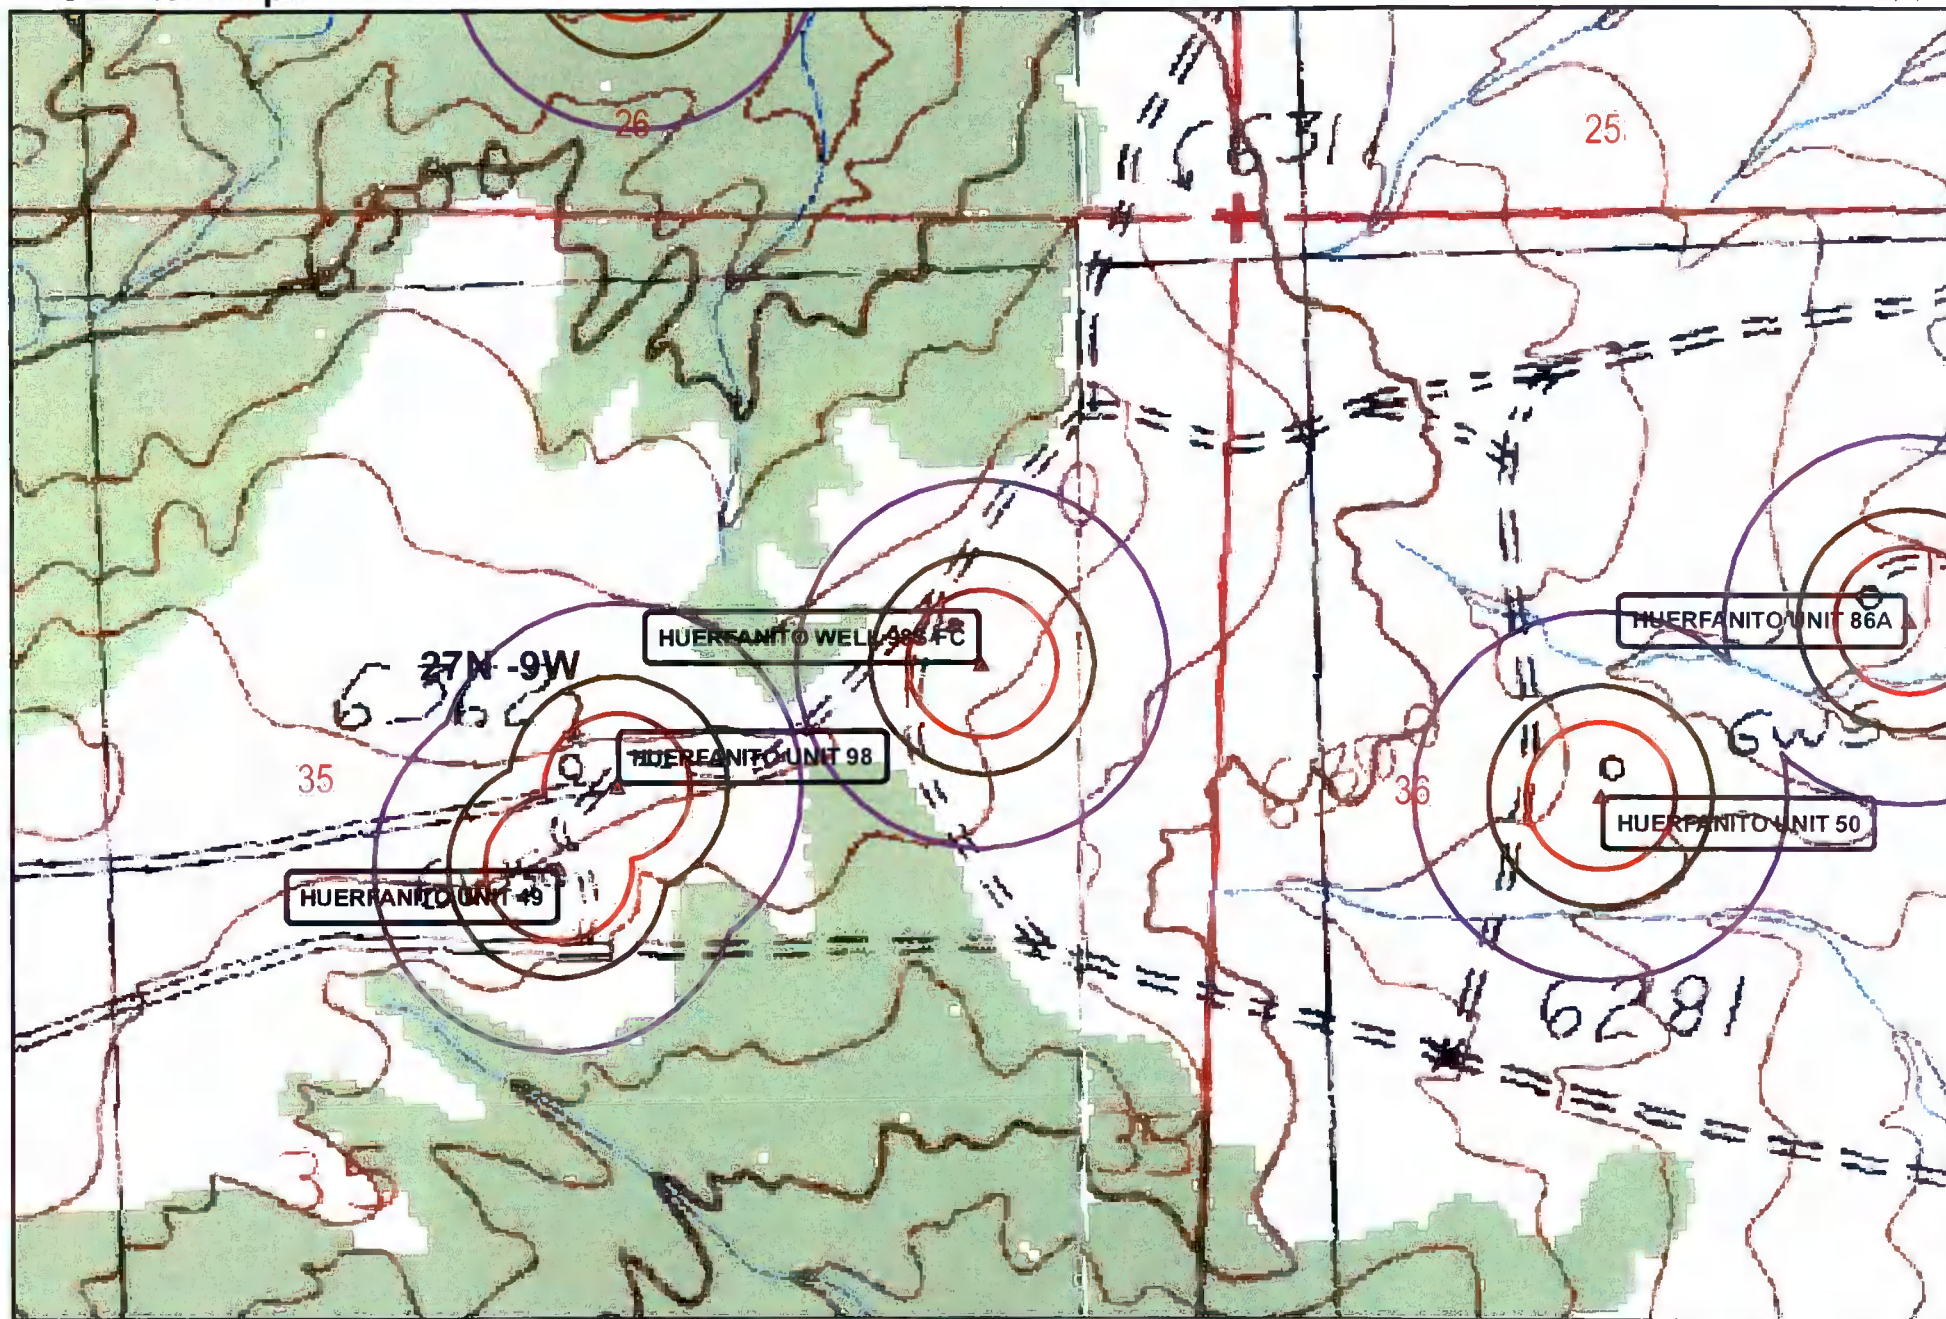 26
25
6631
HUERFANITO WELL 98S FC
HUERFANITO UNIT 86A
27N -9W
HUERFANITO UNIT 98
35
36
HUERFANITO UNIT 50
HUERFANITO UNIT 49
6281